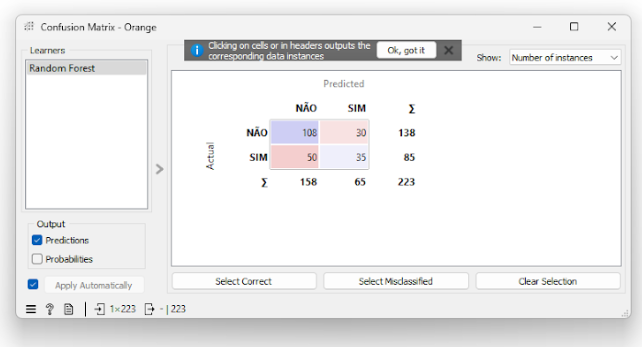 Confusion Matrix - Orange
Learners
Random Forest
Clicking on cells or in headers outputs the
corresponding data instances
Ok, got it
Show: Number of instances
Predicted
NÃO SIM Σ
Actual
NÃO 108 30 138
SIM 50 35 85
Σ 158 65 223
Output
Predictions
Probabilities
Apply Automatically
Select Correct
Select Misclassified
Clear Selection
1×223 - | 223